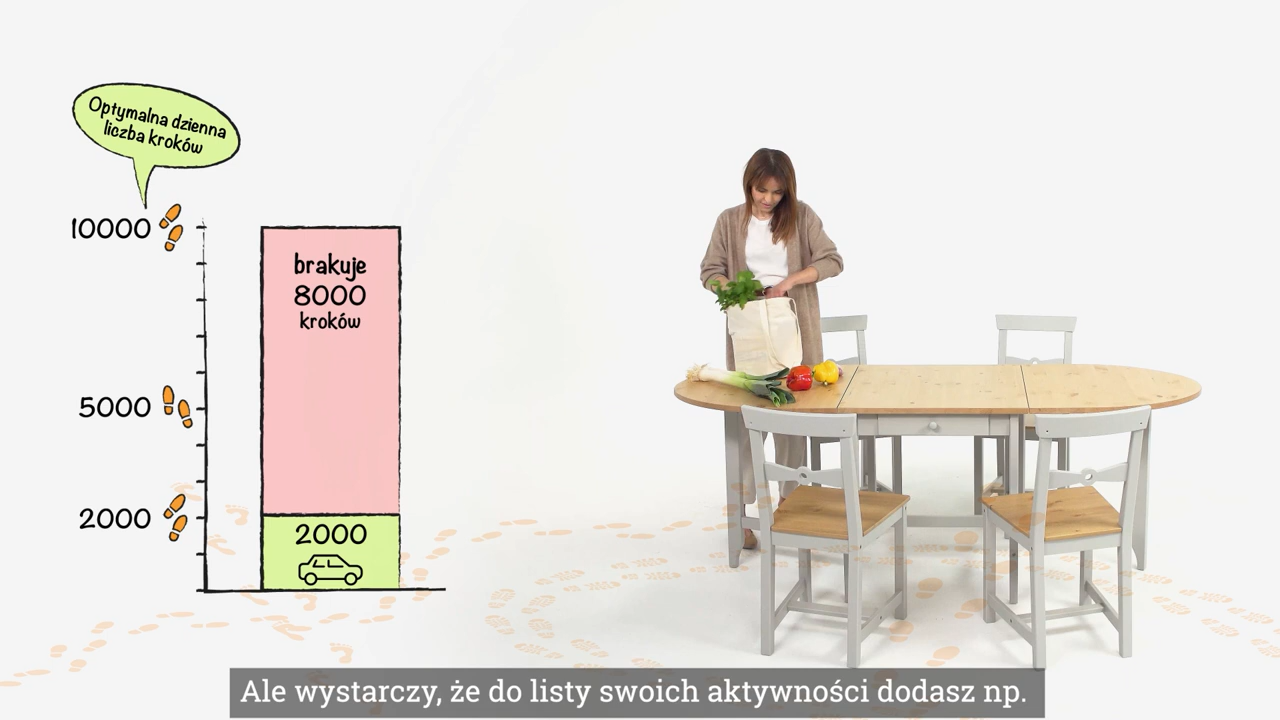 Optymalna dzienna
liczba kroków
10000
brakuje
8000
kroków
5000
2000
2000
Ale wystarczy, że do listy swoich aktywności dodasz np.